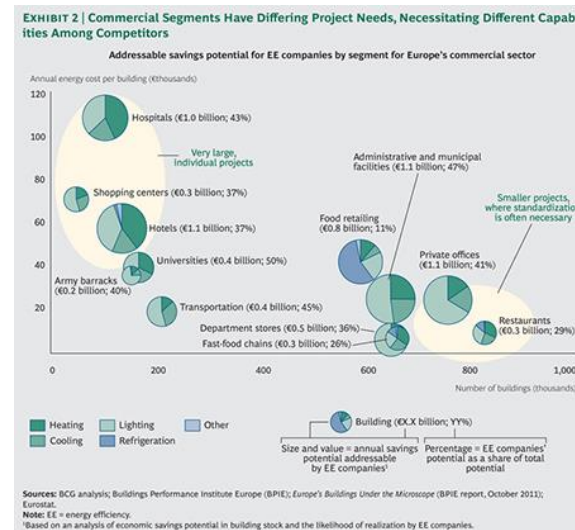 EXHIBIT 2 | Commercial Segments Have Differing Project Needs, Necessitating Different Capab
ities Among Competitors
Addressable savings potential for EE companies by segment for Europe's commercial sector
Annual energy cost per building (€thousands)
120
100
80
60
40
20
0
200
400
600
800
1,000
Number of buildings (thousands)
Hospitals (€1.0 billion; 43%)
Very large,
individual projects
Shopping centers (€0.3 billion; 37%)
Hotels (€1.1 billion; 37%)
Universities (€0.4 billion; 50%)
Army barracks
(€0.2 billion; 40%)
Transportation (€0.4 billion; 45%)
Administrative and municipal
facilities (€1.1 billion; 47%)
Food retailing
(€0.8 billion; 11%)
Smaller projects,
where standardizatio
is often necessary
Private offices
(€1.1 billion; 41%)
Department stores (€0.5 billion; 36%)
Fast-food chains (€0.3 billion; 26%)
Restaurants
(€0.3 billion; 29%)
Heating
Lighting
Other
Cooling
Refrigeration
Building (€X.X billion; YY%)
Size and value = annual savings
potential addressable
by EE companies¹
Percentage = EE companies'
potential as a share of total
potential
Sources: BCG analysis; Buildings Performance Institute Europe (BPIE); Europe's Buildings Under the Microscope (BPIE report, October 2011);
Eurostat.
Note: EE = energy efficiency.
¹Based on an analysis of economic savings potential in building stock and the likelihood of realization by EE companies.